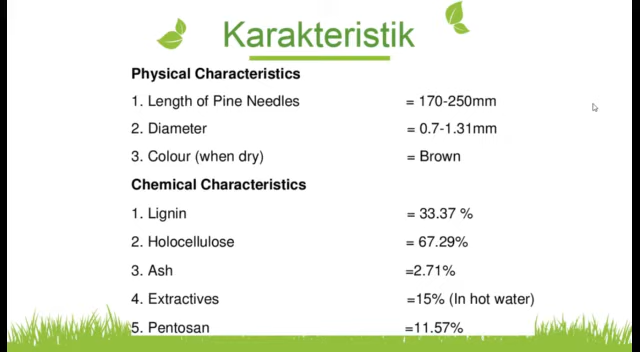 Karakteristik
Physical Characteristics
1. Length of Pine Needles = 170-250mm
2. Diameter = 0.7-1.31mm
3. Colour (when dry) = Brown
Chemical Characteristics
1. Lignin = 33.37 %
2. Holocellulose = 67.29%
3. Ash =2.71%
4. Extractives =15% (In hot water)
5. Pentosan =11.57%